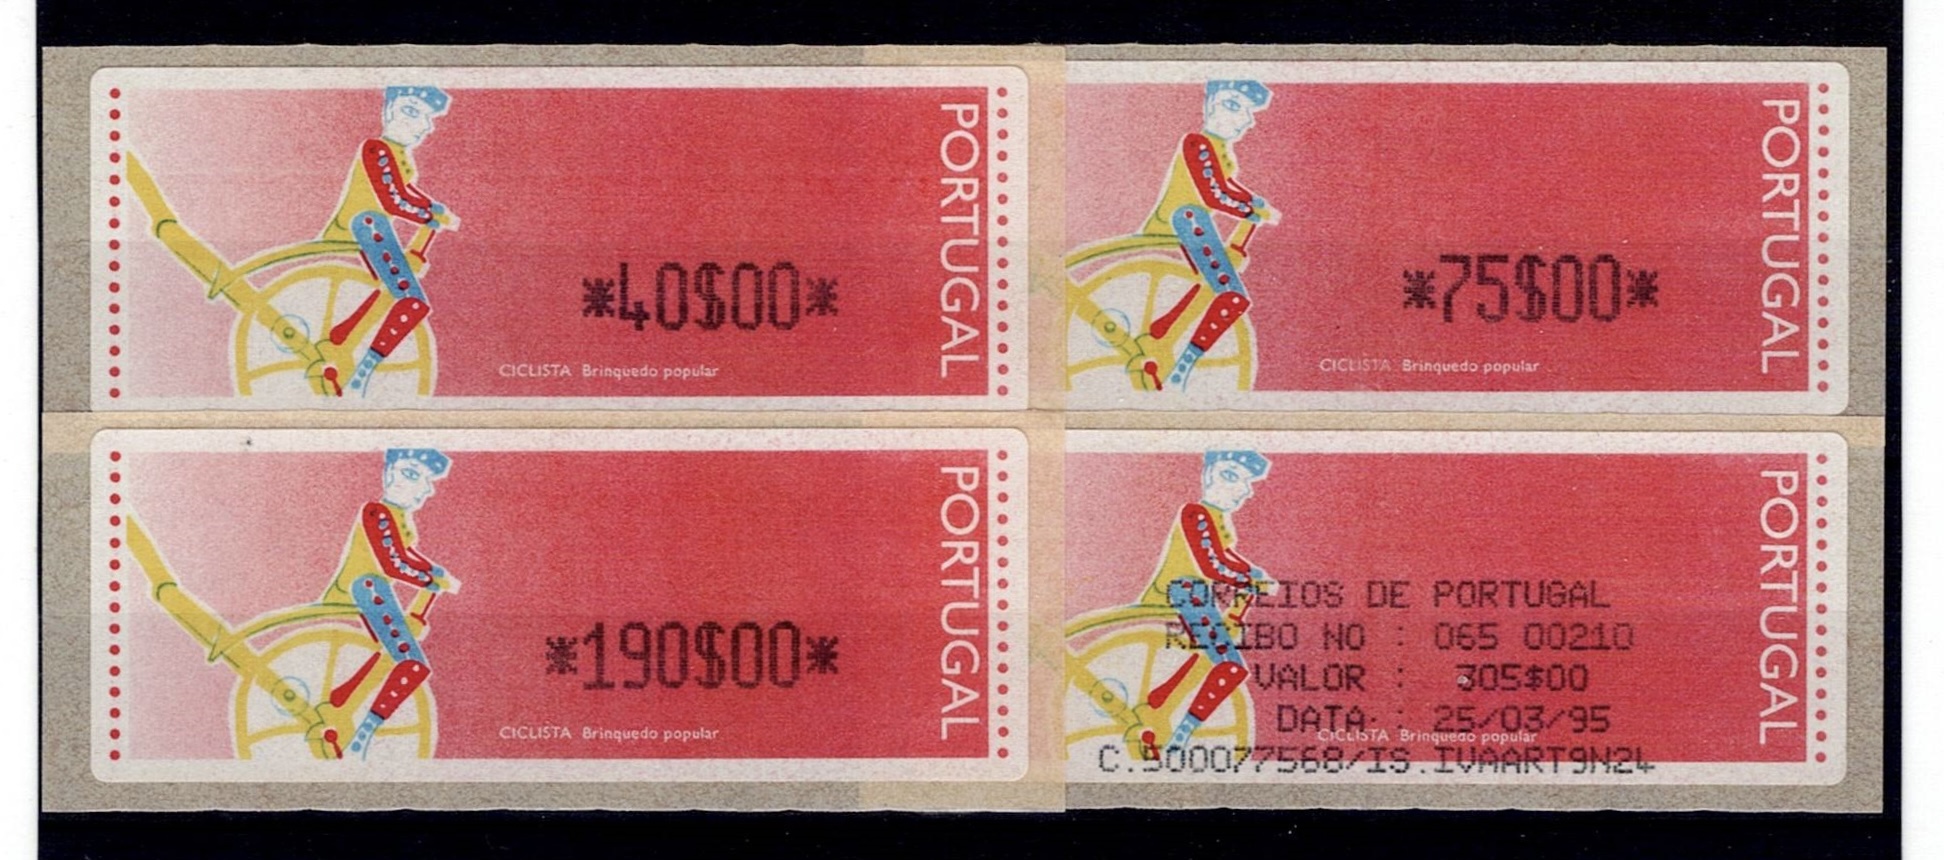 PORTUGAL
*40$00*
CICLISTA Brinquedo popular
PORTUGAL
*75$00*
CICLISTA Brinquedo popular
PORTUGAL
*190$00*
CICLISTA Brinquedo popular
PORTUGAL
CORREIOS DE PORTUGAL
RECIBO NO : 065 00210
VALOR : 305$00
DATA : 25/03/95
CICLISTA Brinquedo popular
C.500077568/IS.IVAART9N24